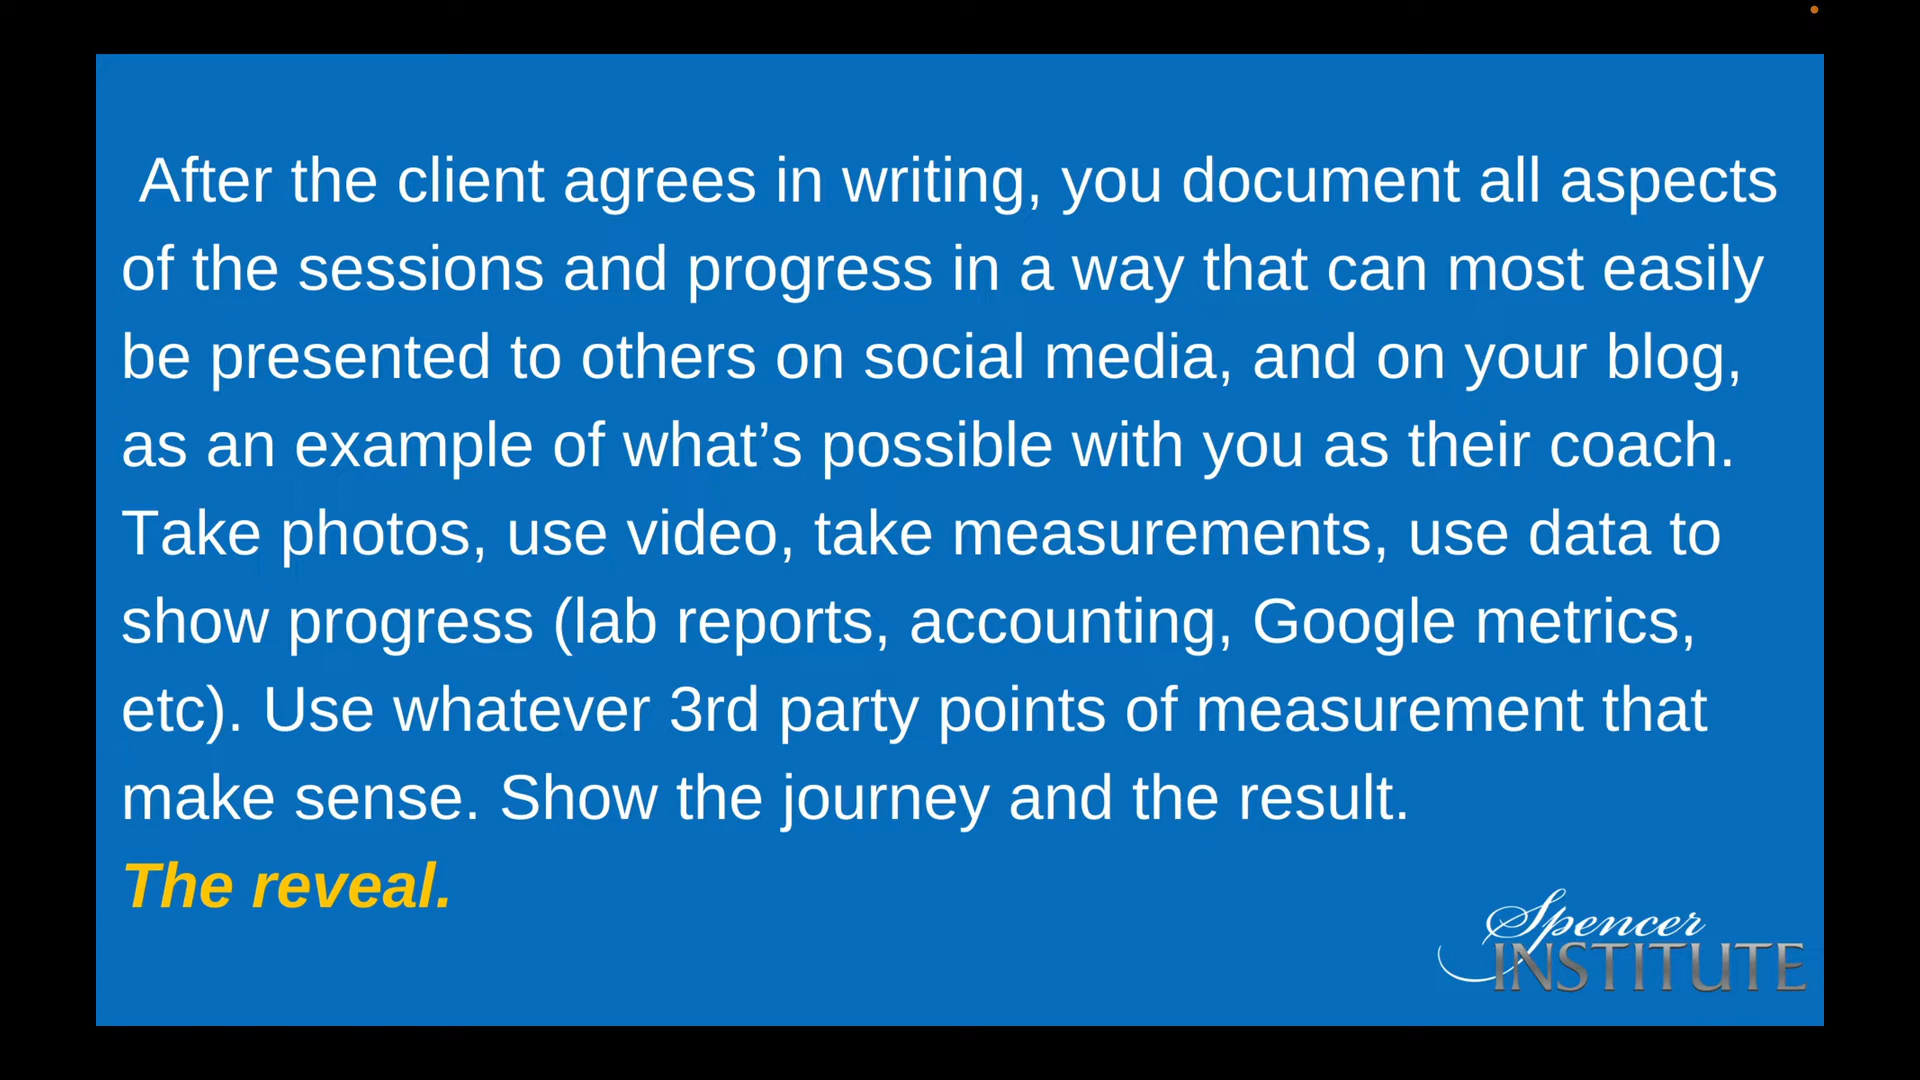 After the client agrees in writing, you document all aspects
of the sessions and progress in a way that can most easily
be presented to others on social media, and on your blog,
as an example of what’s possible with you as their coach.
Take photos, use video, take measurements, use data to
show progress (lab reports, accounting, Google metrics,
etc). Use whatever 3rd party points of measurement that
make sense. Show the journey and the result.
The reveal.
Spencer
INSTITUTE